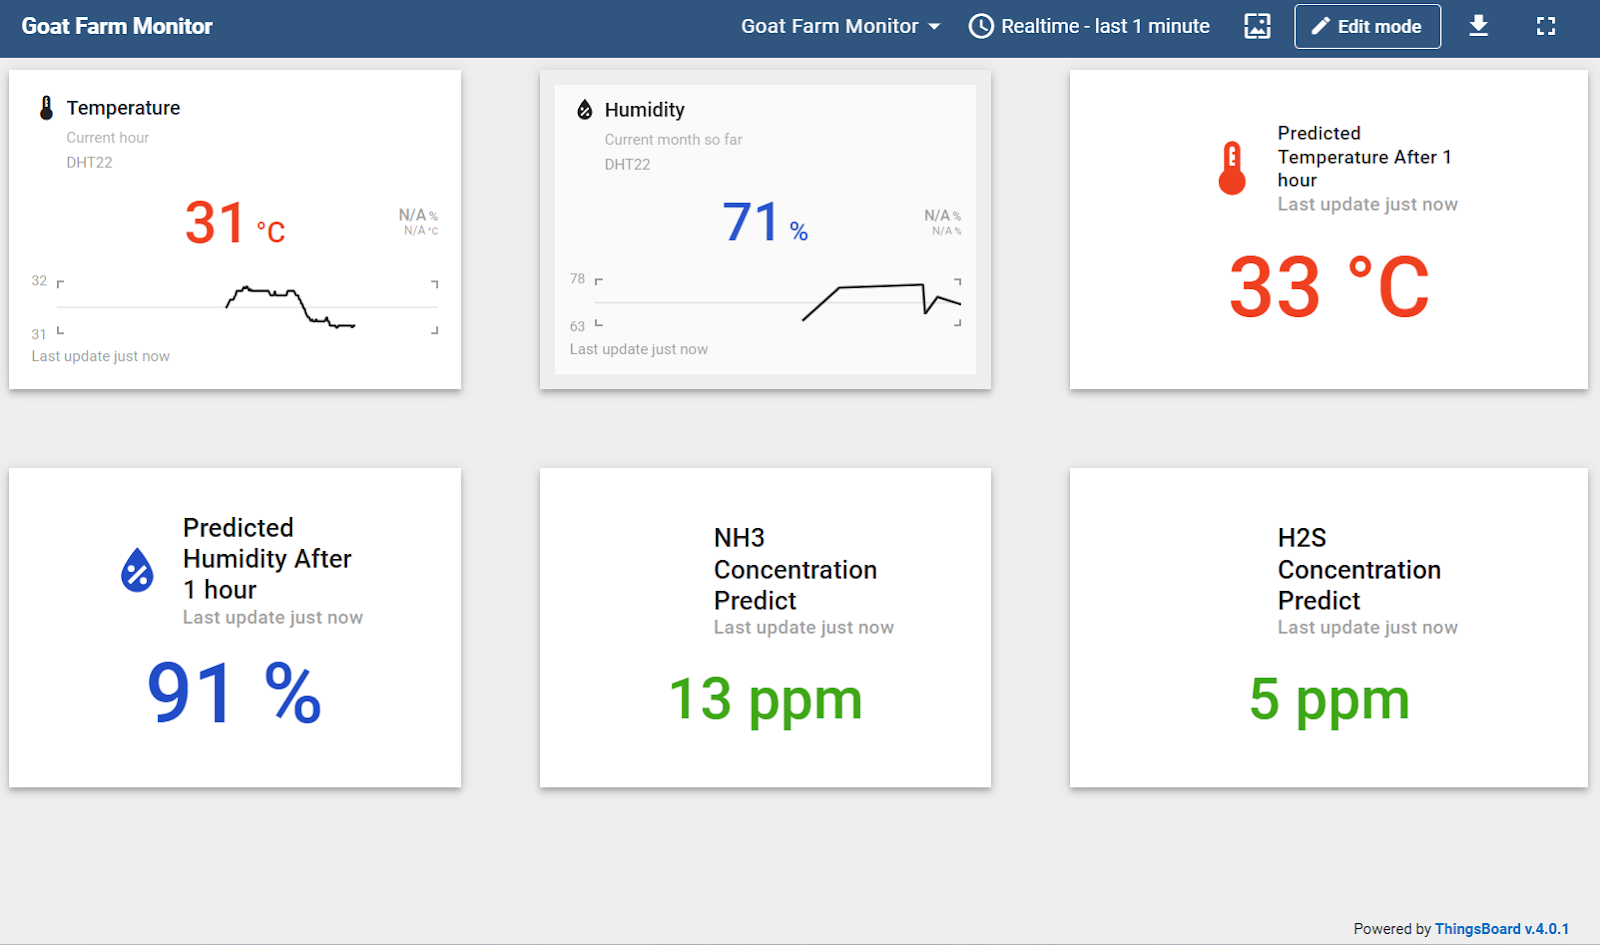 Goat Farm Monitor
Goat Farm Monitor
Realtime - last 1 minute
Edit mode
Temperature
Current hour
DHT22
31 °C
N/A %
N/A °C
32
31
Last update just now
Humidity
Current month so far
DHT22
71 %
N/A %
N/A %
78
63
Last update just now
Predicted
Temperature After 1
hour
Last update just now
33 °C
Predicted
Humidity After
1 hour
Last update just now
91 %
NH3
Concentration
Predict
Last update just now
13 ppm
H2S
Concentration
Predict
Last update just now
5 ppm
Powered by ThingsBoard v.4.0.1